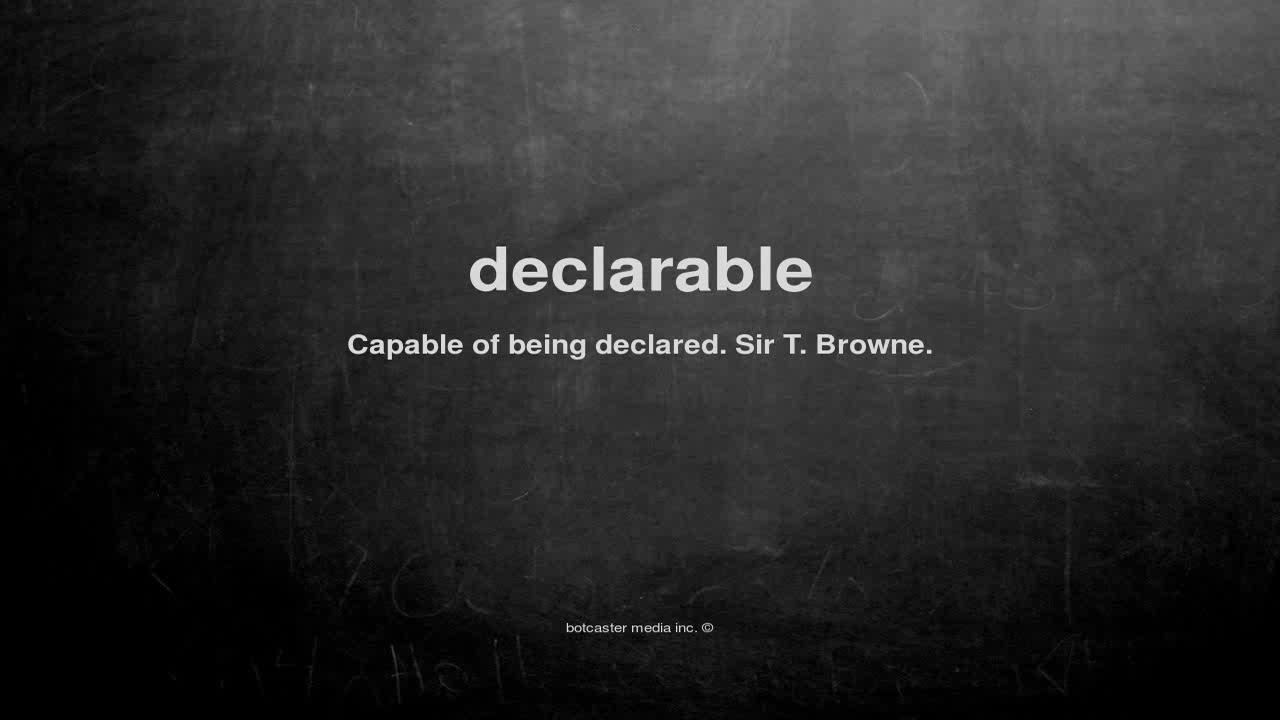 declarable
Capable of being declared. Sir T. Browne.
botcaster media inc. ©